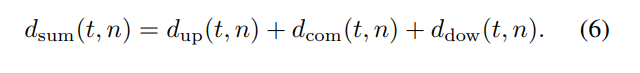 d_sum(t, n) = d_up(t, n) + d_com(t, n) + d_dow(t, n). (6)